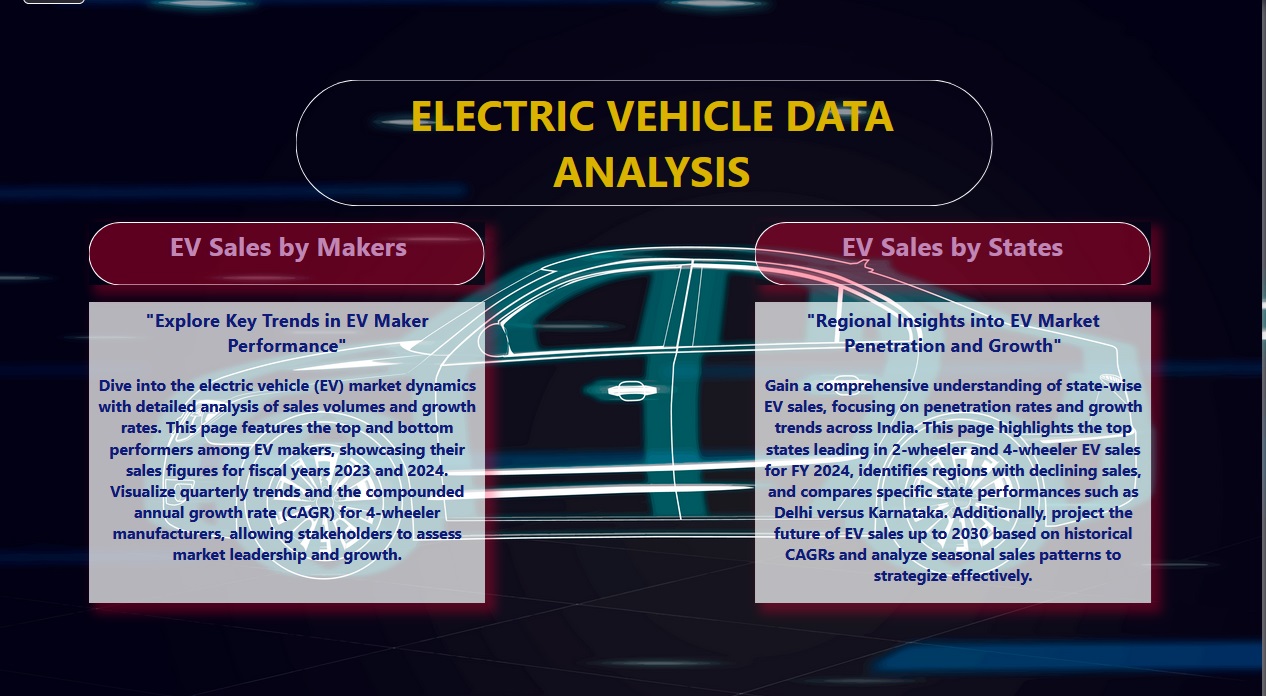 ELECTRIC VEHICLE DATA
ANALYSIS
EV Sales by Makers
"Explore Key Trends in EV Maker
Performance"
Dive into the electric vehicle (EV) market dynamics
with detailed analysis of sales volumes and growth
rates. This page features the top and bottom
performers among EV makers, showcasing their
sales figures for fiscal years 2023 and 2024.
Visualize quarterly trends and the compounded
annual growth rate (CAGR) for 4-wheeler
manufacturers, allowing stakeholders to assess
market leadership and growth.
EV Sales by States
"Regional Insights into EV Market
Penetration and Growth"
Gain a comprehensive understanding of state-wise
EV sales, focusing on penetration rates and growth
trends across India. This page highlights the top
states leading in 2-wheeler and 4-wheeler EV sales
for FY 2024, identifies regions with declining sales,
and compares specific state performances such as
Delhi versus Karnataka. Additionally, project the
future of EV sales up to 2030 based on historical
CAGRs and analyze seasonal sales patterns to
strategize effectively.